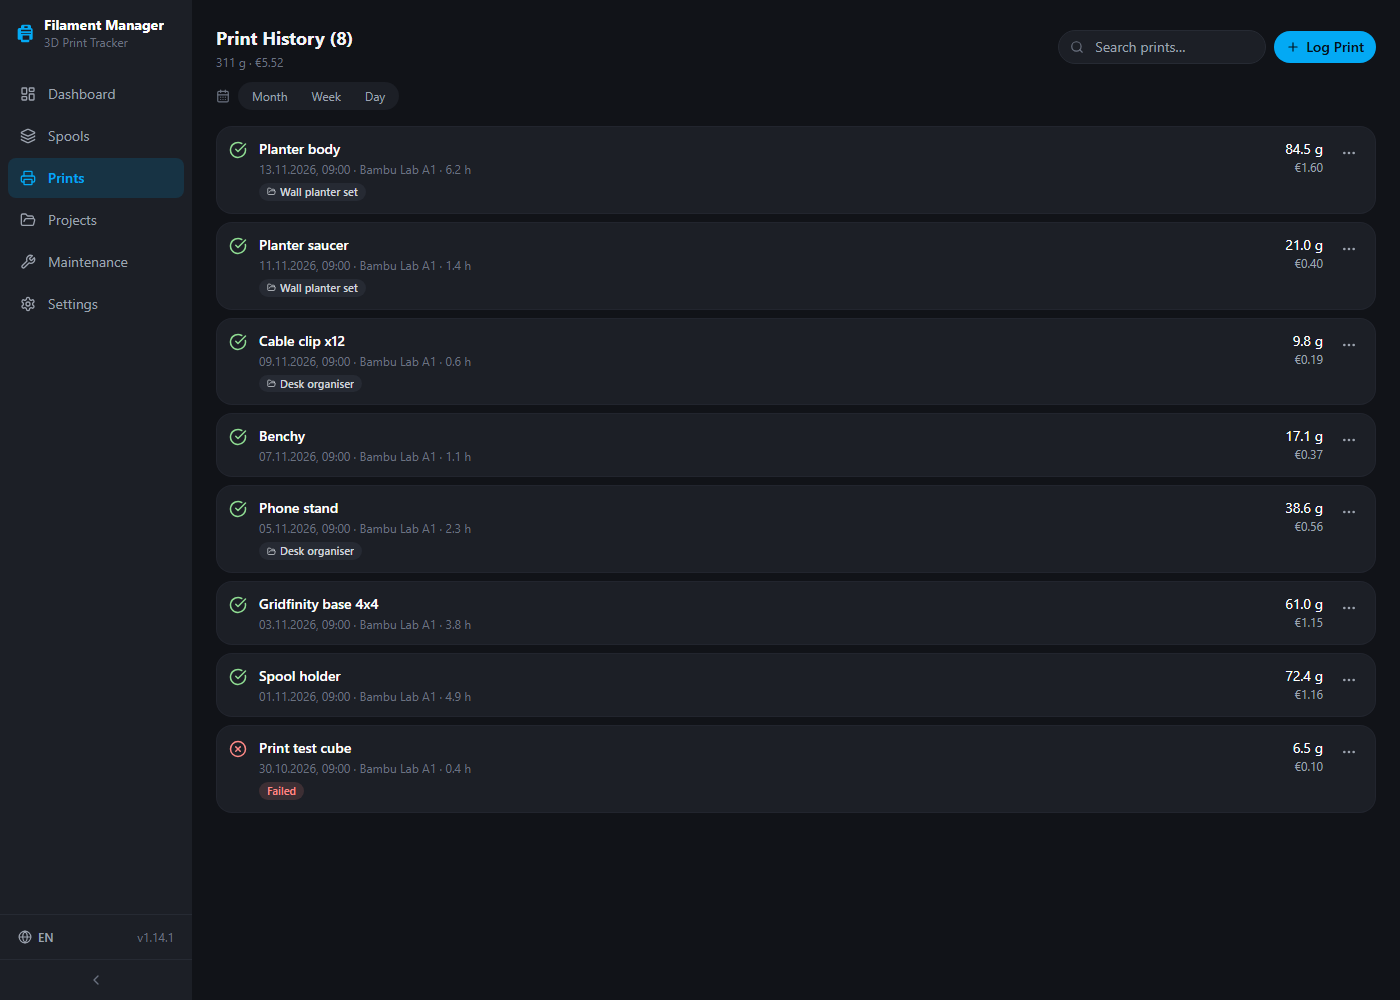 Filament Manager
3D Print Tracker
Dashboard
Spools
Prints
Projects
Maintenance
Settings
EN
v1.14.1
Print History (8)
311 g · €5.52
Search prints...
Log Print
Month
Week
Day
Planter body
84.5 g
13.11.2026, 09:00 · Bambu Lab A1 · 6.2 h
€1.60
Wall planter set
Planter saucer
21.0 g
11.11.2026, 09:00 · Bambu Lab A1 · 1.4 h
€0.40
Wall planter set
Cable clip x12
9.8 g
09.11.2026, 09:00 · Bambu Lab A1 · 0.6 h
€0.19
Desk organiser
Benchy
17.1 g
07.11.2026, 09:00 · Bambu Lab A1 · 1.1 h
€0.37
Phone stand
38.6 g
05.11.2026, 09:00 · Bambu Lab A1 · 2.3 h
€0.56
Desk organiser
Gridfinity base 4x4
61.0 g
03.11.2026, 09:00 · Bambu Lab A1 · 3.8 h
€1.15
Spool holder
72.4 g
01.11.2026, 09:00 · Bambu Lab A1 · 4.9 h
€1.16
Print test cube
6.5 g
30.10.2026, 09:00 · Bambu Lab A1 · 0.4 h
€0.10
Failed